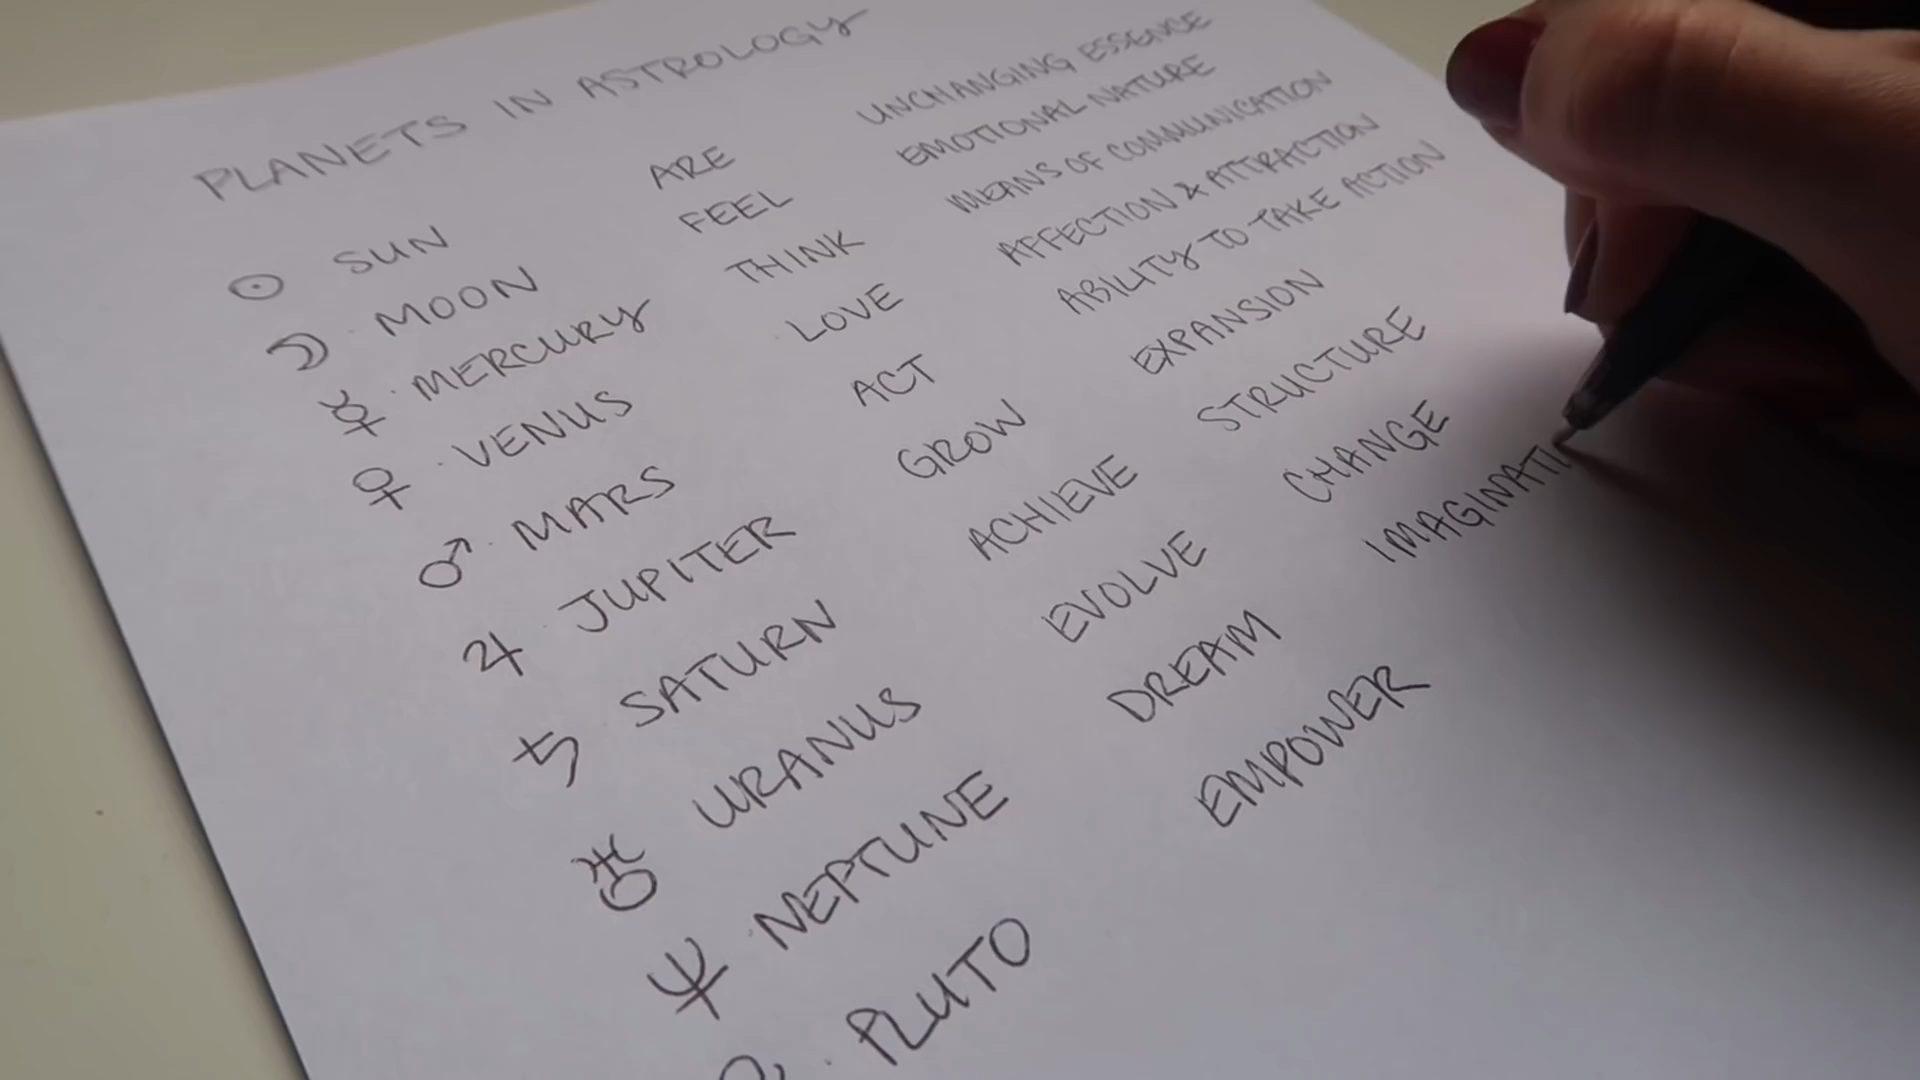 PLANETS IN ASTROLOGY
☉ SUN ARE UNCHANGING ESSENCE
☽ MOON FEEL EMOTIONAL NATURE
☿ MERCURY THINK MEANS OF COMMUNICATION
♀ VENUS LOVE AFFECTION & ATTRACTION
♂ MARS ACT ABILITY TO TAKE ACTION
♃ JUPITER GROW EXPANSION
♄ SATURN ACHIEVE STRUCTURE
♅ URANUS EVOLVE CHANGE
♆ NEPTUNE DREAM IMAGINATI
PLUTO EMPOWER